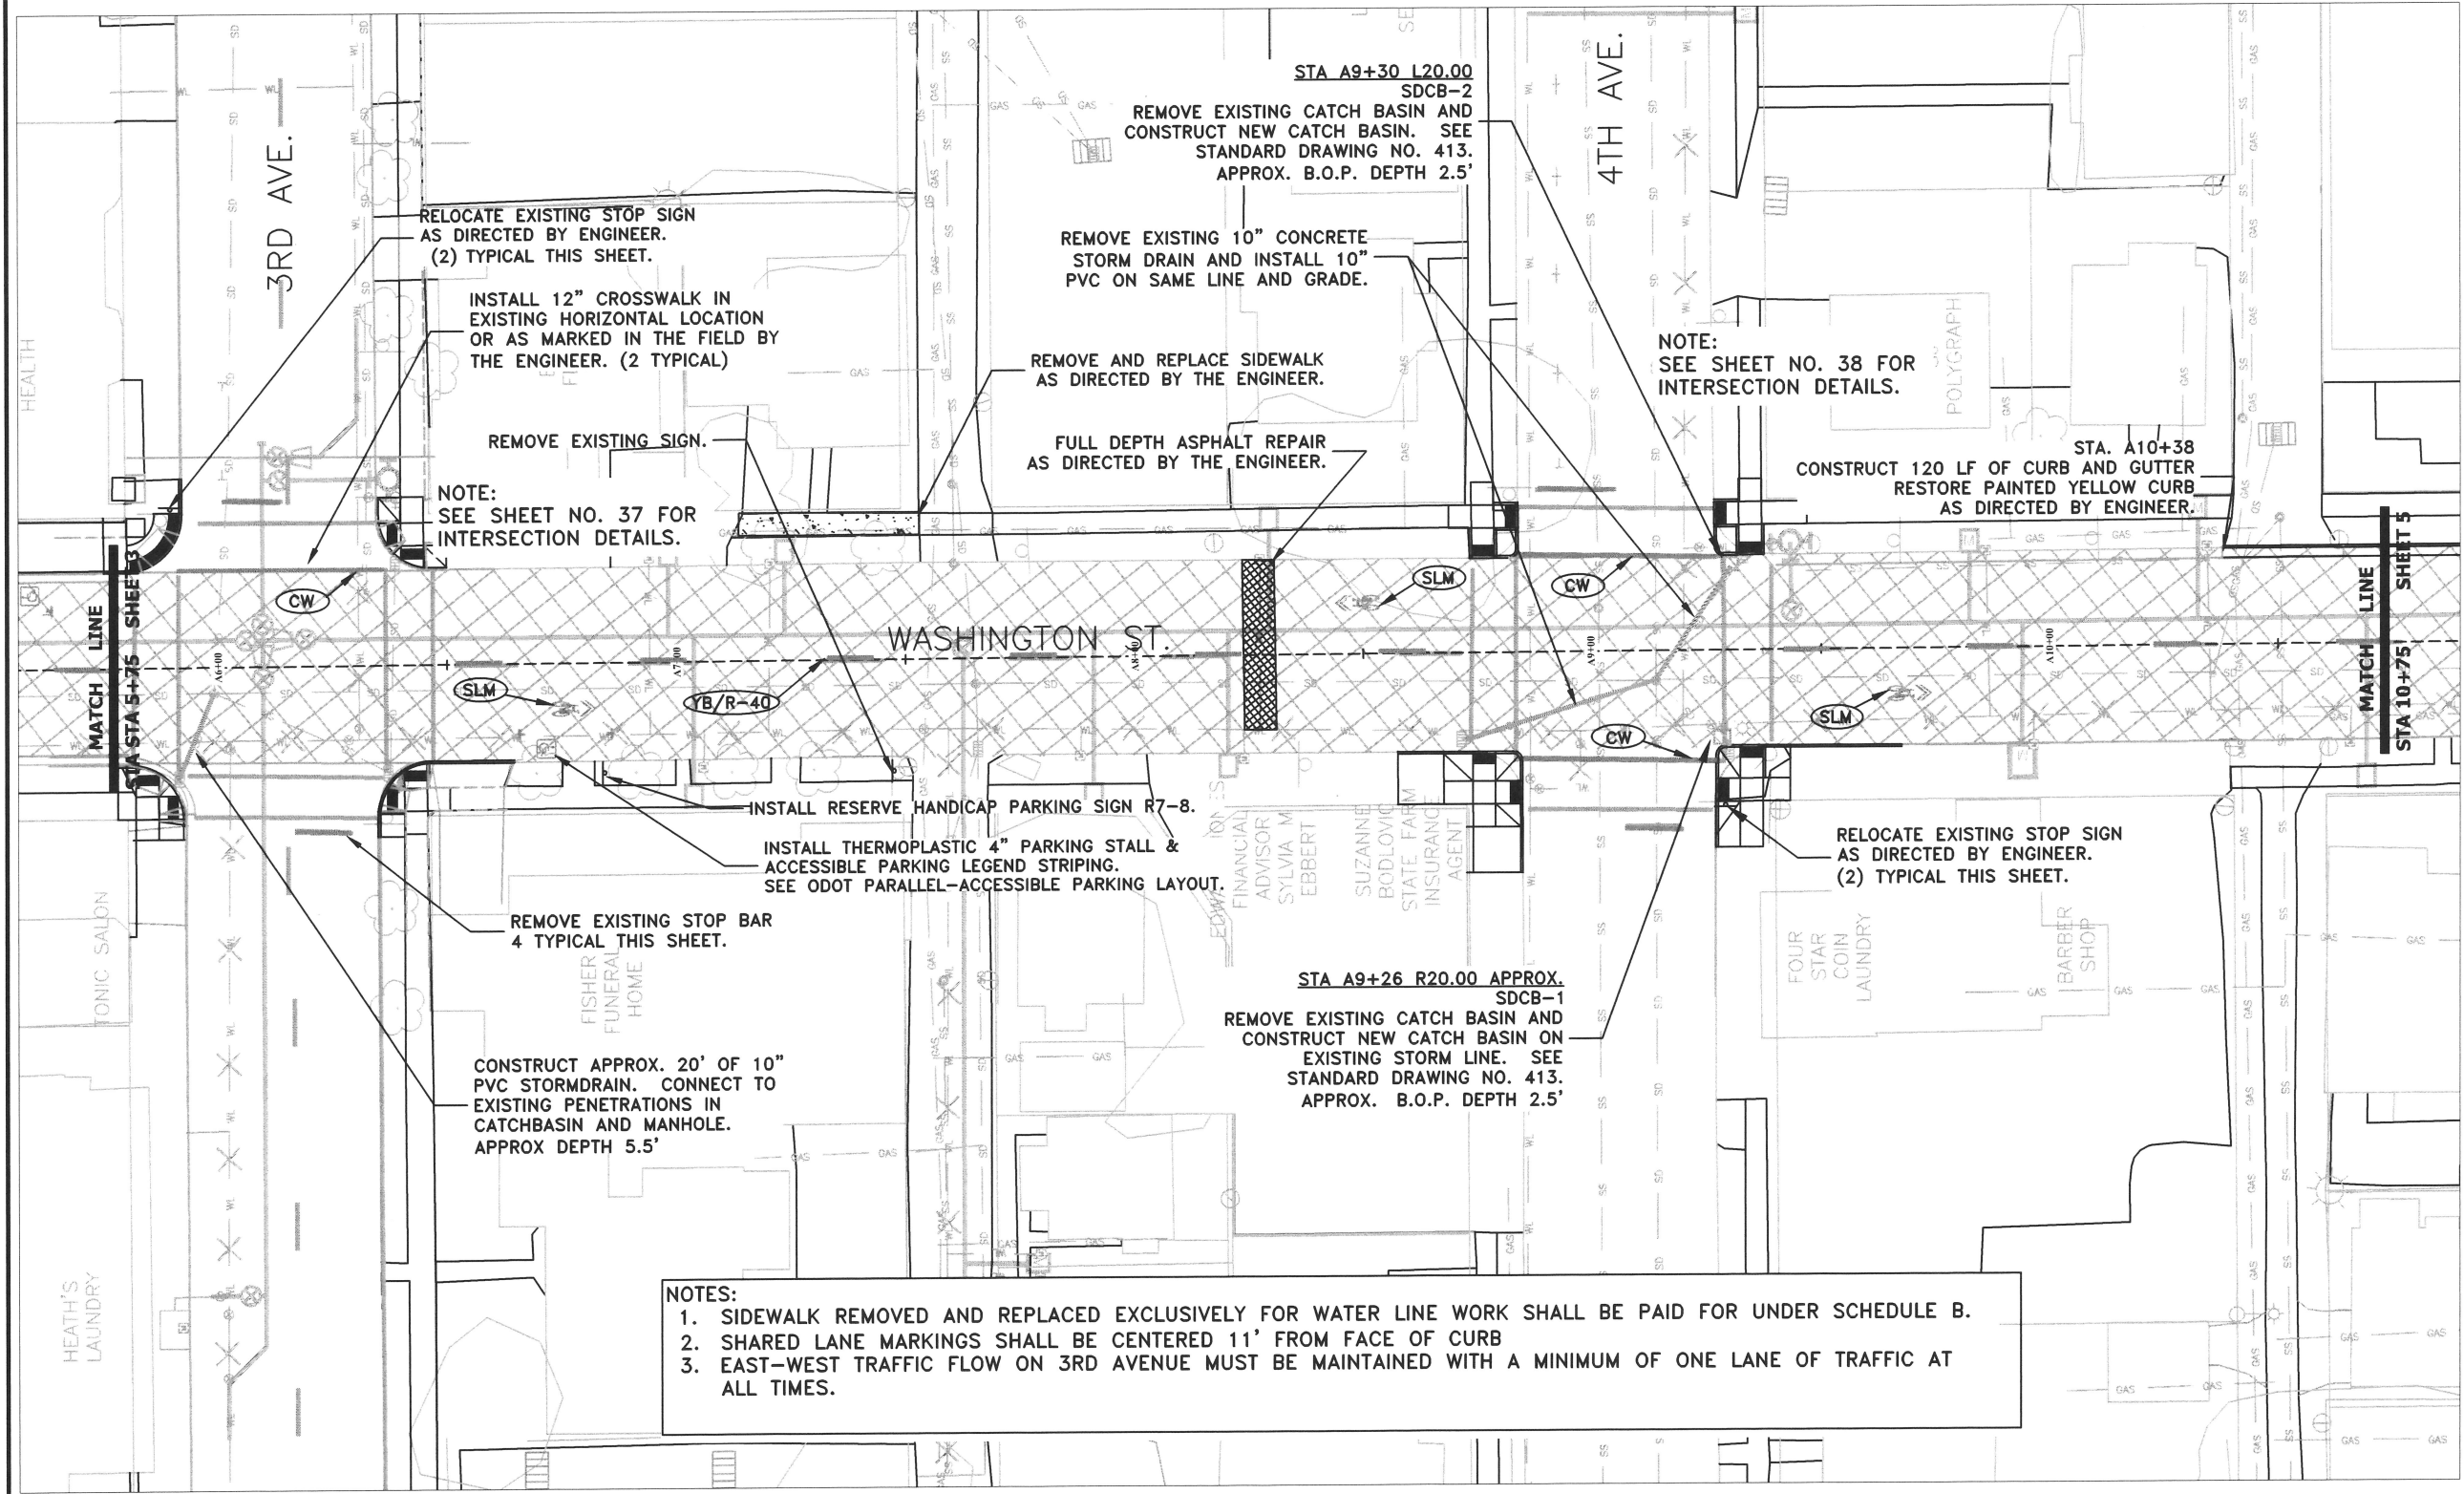 3RD AVE.
4TH AVE.
STA A9+30 L20.00
SDCB-2
REMOVE EXISTING CATCH BASIN AND
CONSTRUCT NEW CATCH BASIN. SEE
STANDARD DRAWING NO. 413.
APPROX. B.O.P. DEPTH 2.5'
RELOCATE EXISTING STOP SIGN
AS DIRECTED BY ENGINEER.
(2) TYPICAL THIS SHEET.
REMOVE EXISTING 10" CONCRETE
STORM DRAIN AND INSTALL 10"
PVC ON SAME LINE AND GRADE.
INSTALL 12" CROSSWALK IN
EXISTING HORIZONTAL LOCATION
OR AS MARKED IN THE FIELD BY
THE ENGINEER. (2 TYPICAL)
REMOVE AND REPLACE SIDEWALK
AS DIRECTED BY THE ENGINEER.
NOTE:
SEE SHEET NO. 38 FOR
INTERSECTION DETAILS.
POLYGRAPH
HEALTH
REMOVE EXISTING SIGN.
FULL DEPTH ASPHALT REPAIR
AS DIRECTED BY THE ENGINEER.
STA. A10+38
CONSTRUCT 120 LF OF CURB AND GUTTER
RESTORE PAINTED YELLOW CURB
AS DIRECTED BY ENGINEER.
NOTE:
SEE SHEET NO. 37 FOR
INTERSECTION DETAILS.
MATCH LINE
STA STA 5+75 SHEET 3
CW
SLM
CW
WASHINGTON ST.
A6+00
A7+00
A8+00
A9+00
A10+00
MATCH LINE
STA 10+75 SHEET 5
SLM
YB/R-40
CW
SLM
INSTALL RESERVE HANDICAP PARKING SIGN R7-8.
INSTALL THERMOPLASTIC 4" PARKING STALL &
ACCESSIBLE PARKING LEGEND STRIPING.
SEE ODOT PARALLEL-ACCESSIBLE PARKING LAYOUT.
RELOCATE EXISTING STOP SIGN
AS DIRECTED BY ENGINEER.
(2) TYPICAL THIS SHEET.
FINANCIAL
ADVISOR
SYLVIA M
EBBERT
SUZANNE
BODLOVIC
STATE FARM
INSURANCE
AGENT
REMOVE EXISTING STOP BAR
4 TYPICAL THIS SHEET.
TONIC SALON
FISHER
FUNERAL
HOME
FOUR
STAR
COIN
LAUNDRY
BARBER
SHOP
STA A9+26 R20.00 APPROX.
SDCB-1
REMOVE EXISTING CATCH BASIN AND
CONSTRUCT NEW CATCH BASIN ON
EXISTING STORM LINE. SEE
STANDARD DRAWING NO. 413.
APPROX. B.O.P. DEPTH 2.5'
CONSTRUCT APPROX. 20' OF 10"
PVC STORMDRAIN. CONNECT TO
EXISTING PENETRATIONS IN
CATCHBASIN AND MANHOLE.
APPROX DEPTH 5.5'
HEATH'S
LAUNDRY
NOTES:
1. SIDEWALK REMOVED AND REPLACED EXCLUSIVELY FOR WATER LINE WORK SHALL BE PAID FOR UNDER SCHEDULE B.
2. SHARED LANE MARKINGS SHALL BE CENTERED 11' FROM FACE OF CURB
3. EAST-WEST TRAFFIC FLOW ON 3RD AVENUE MUST BE MAINTAINED WITH A MINIMUM OF ONE LANE OF TRAFFIC AT
ALL TIMES.